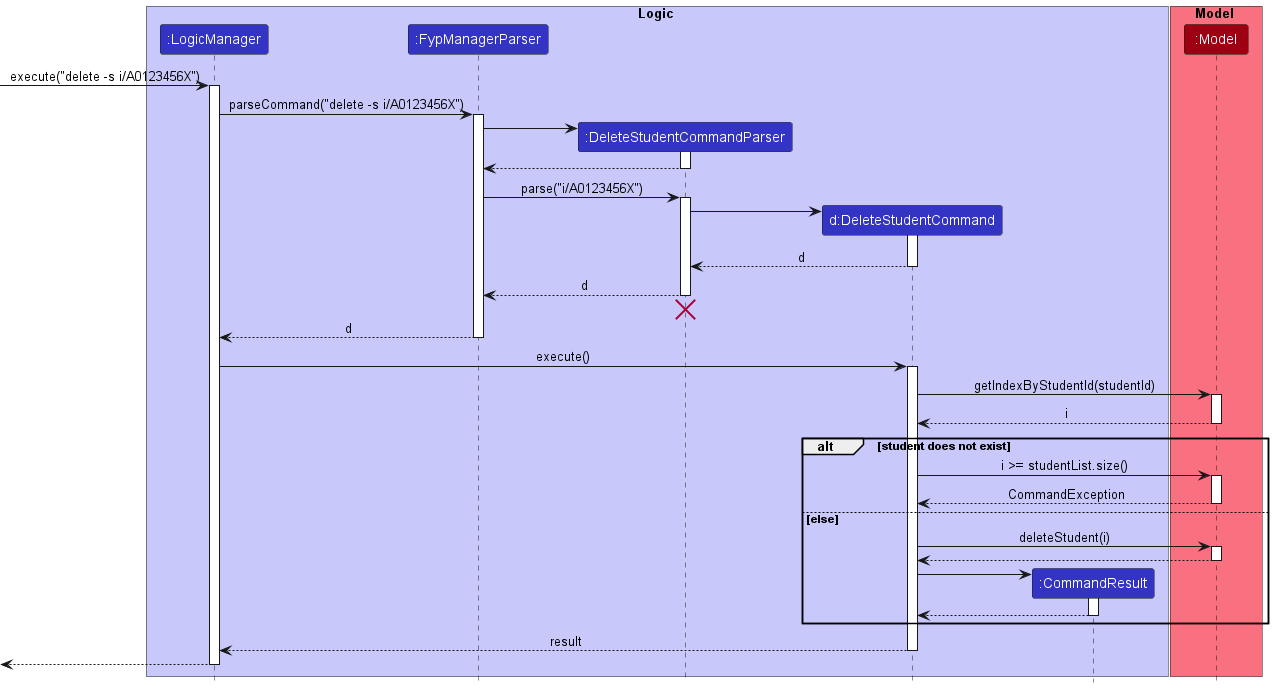 Logic
Model
:LogicManager
:FypManagerParser
:Model
execute("delete -s i/A0123456X")
parseCommand("delete -s i/A0123456X")
:DeleteStudentCommandParser
parse("i/A0123456X")
d:DeleteStudentCommand
d
d
d
execute()
getIndexByStudentId(studentId)
i
alt
[student does not exist]
i >= studentList.size()
CommandException
[else]
deleteStudent(i)
:CommandResult
result